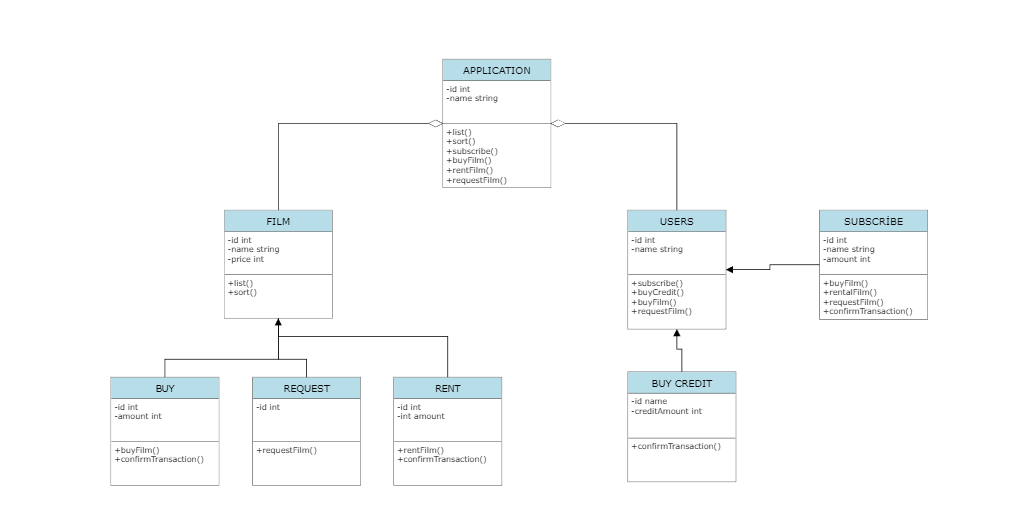 APPLICATION
-id int
-name string
+list()
+sort()
+subscribe()
+buyFilm()
+rentFilm()
+requestFilm()
FILM
-id int
-name string
-price int
+list()
+sort()
USERS
-id int
-name string
+subscribe()
+buyCredit()
+buyFilm()
+requestFilm()
SUBSCRİBE
-id int
-name string
-amount int
+buyFilm()
+rentalFilm()
+requestFilm()
+confirmTransaction()
BUY
-id int
-amount int
+buyFilm()
+confirmTransaction()
REQUEST
-id int
+requestFilm()
RENT
-id int
-int amount
+rentFilm()
+confirmTransaction()
BUY CREDIT
-id name
-creditAmount int
+confirmTransaction()